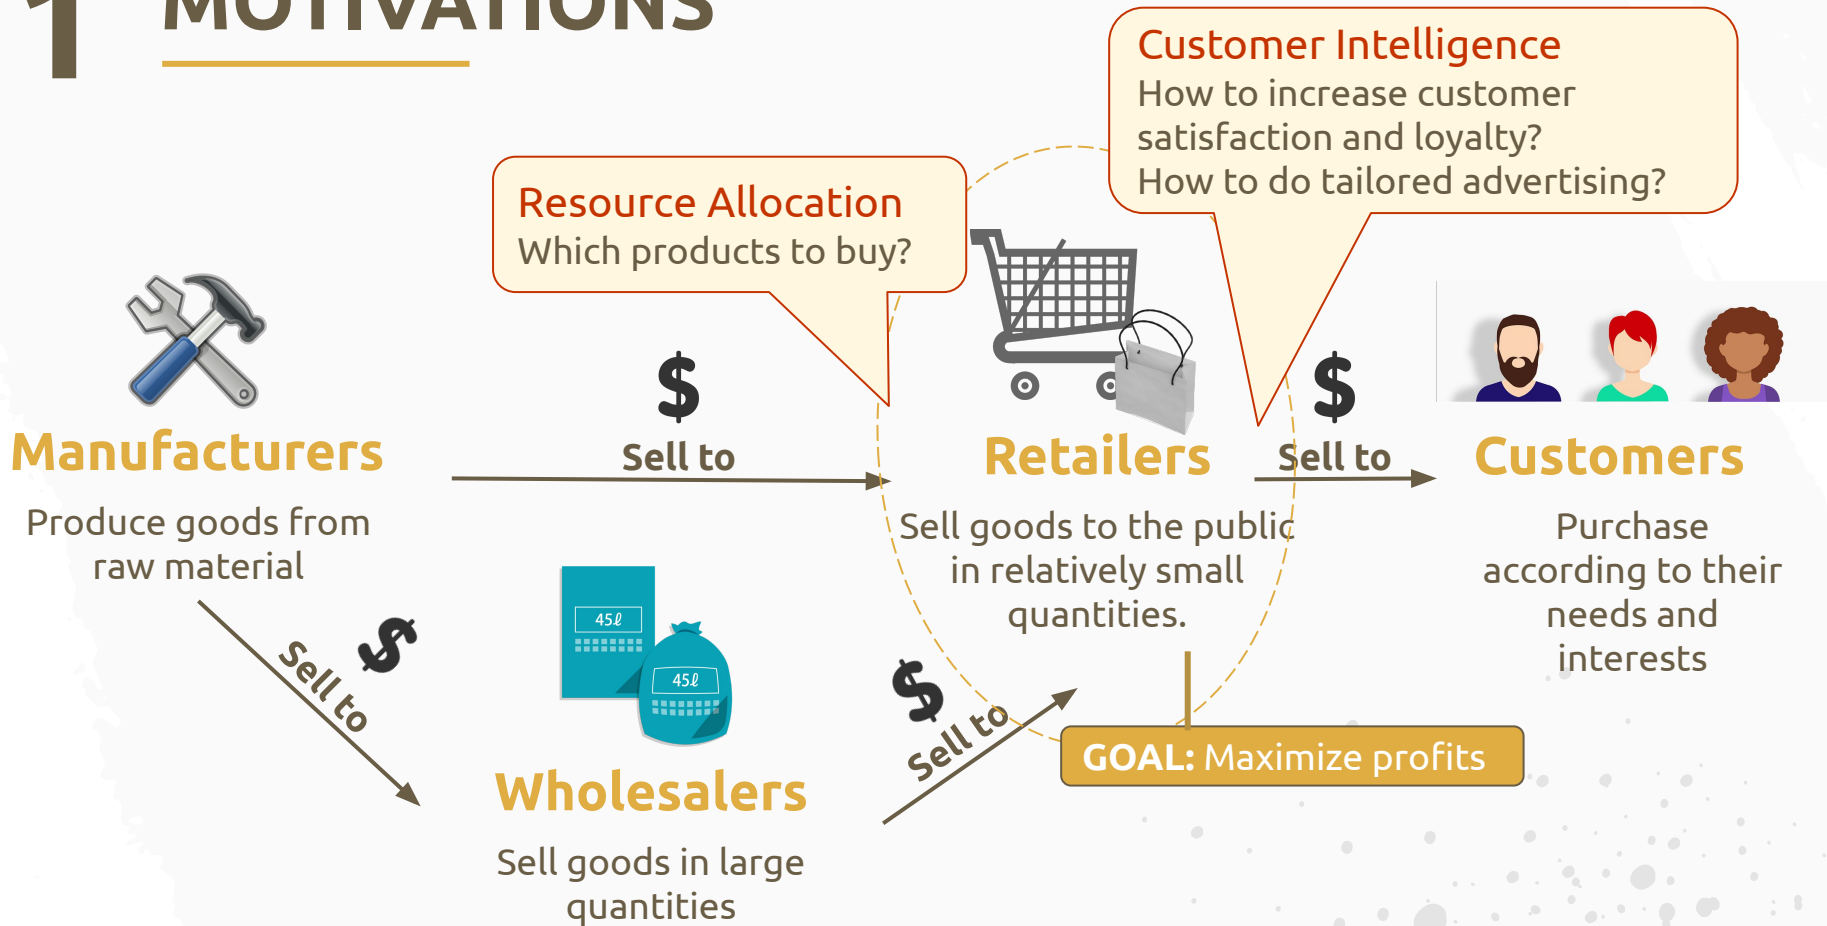 1
MOTIVATIONS
Customer Intelligence
How to increase customer
satisfaction and loyalty?
How to do tailored advertising?
Resource Allocation
Which products to buy?
$
$
Sell to
Sell to
Manufacturers
Retailers
Customers
Produce goods from
raw material
Sell goods to the public
in relatively small
quantities.
Purchase
according to their
needs and
interests
$
Sell to
45ℓ
45ℓ
$
Sell to
GOAL: Maximize profits
Wholesalers
Sell goods in large
quantities